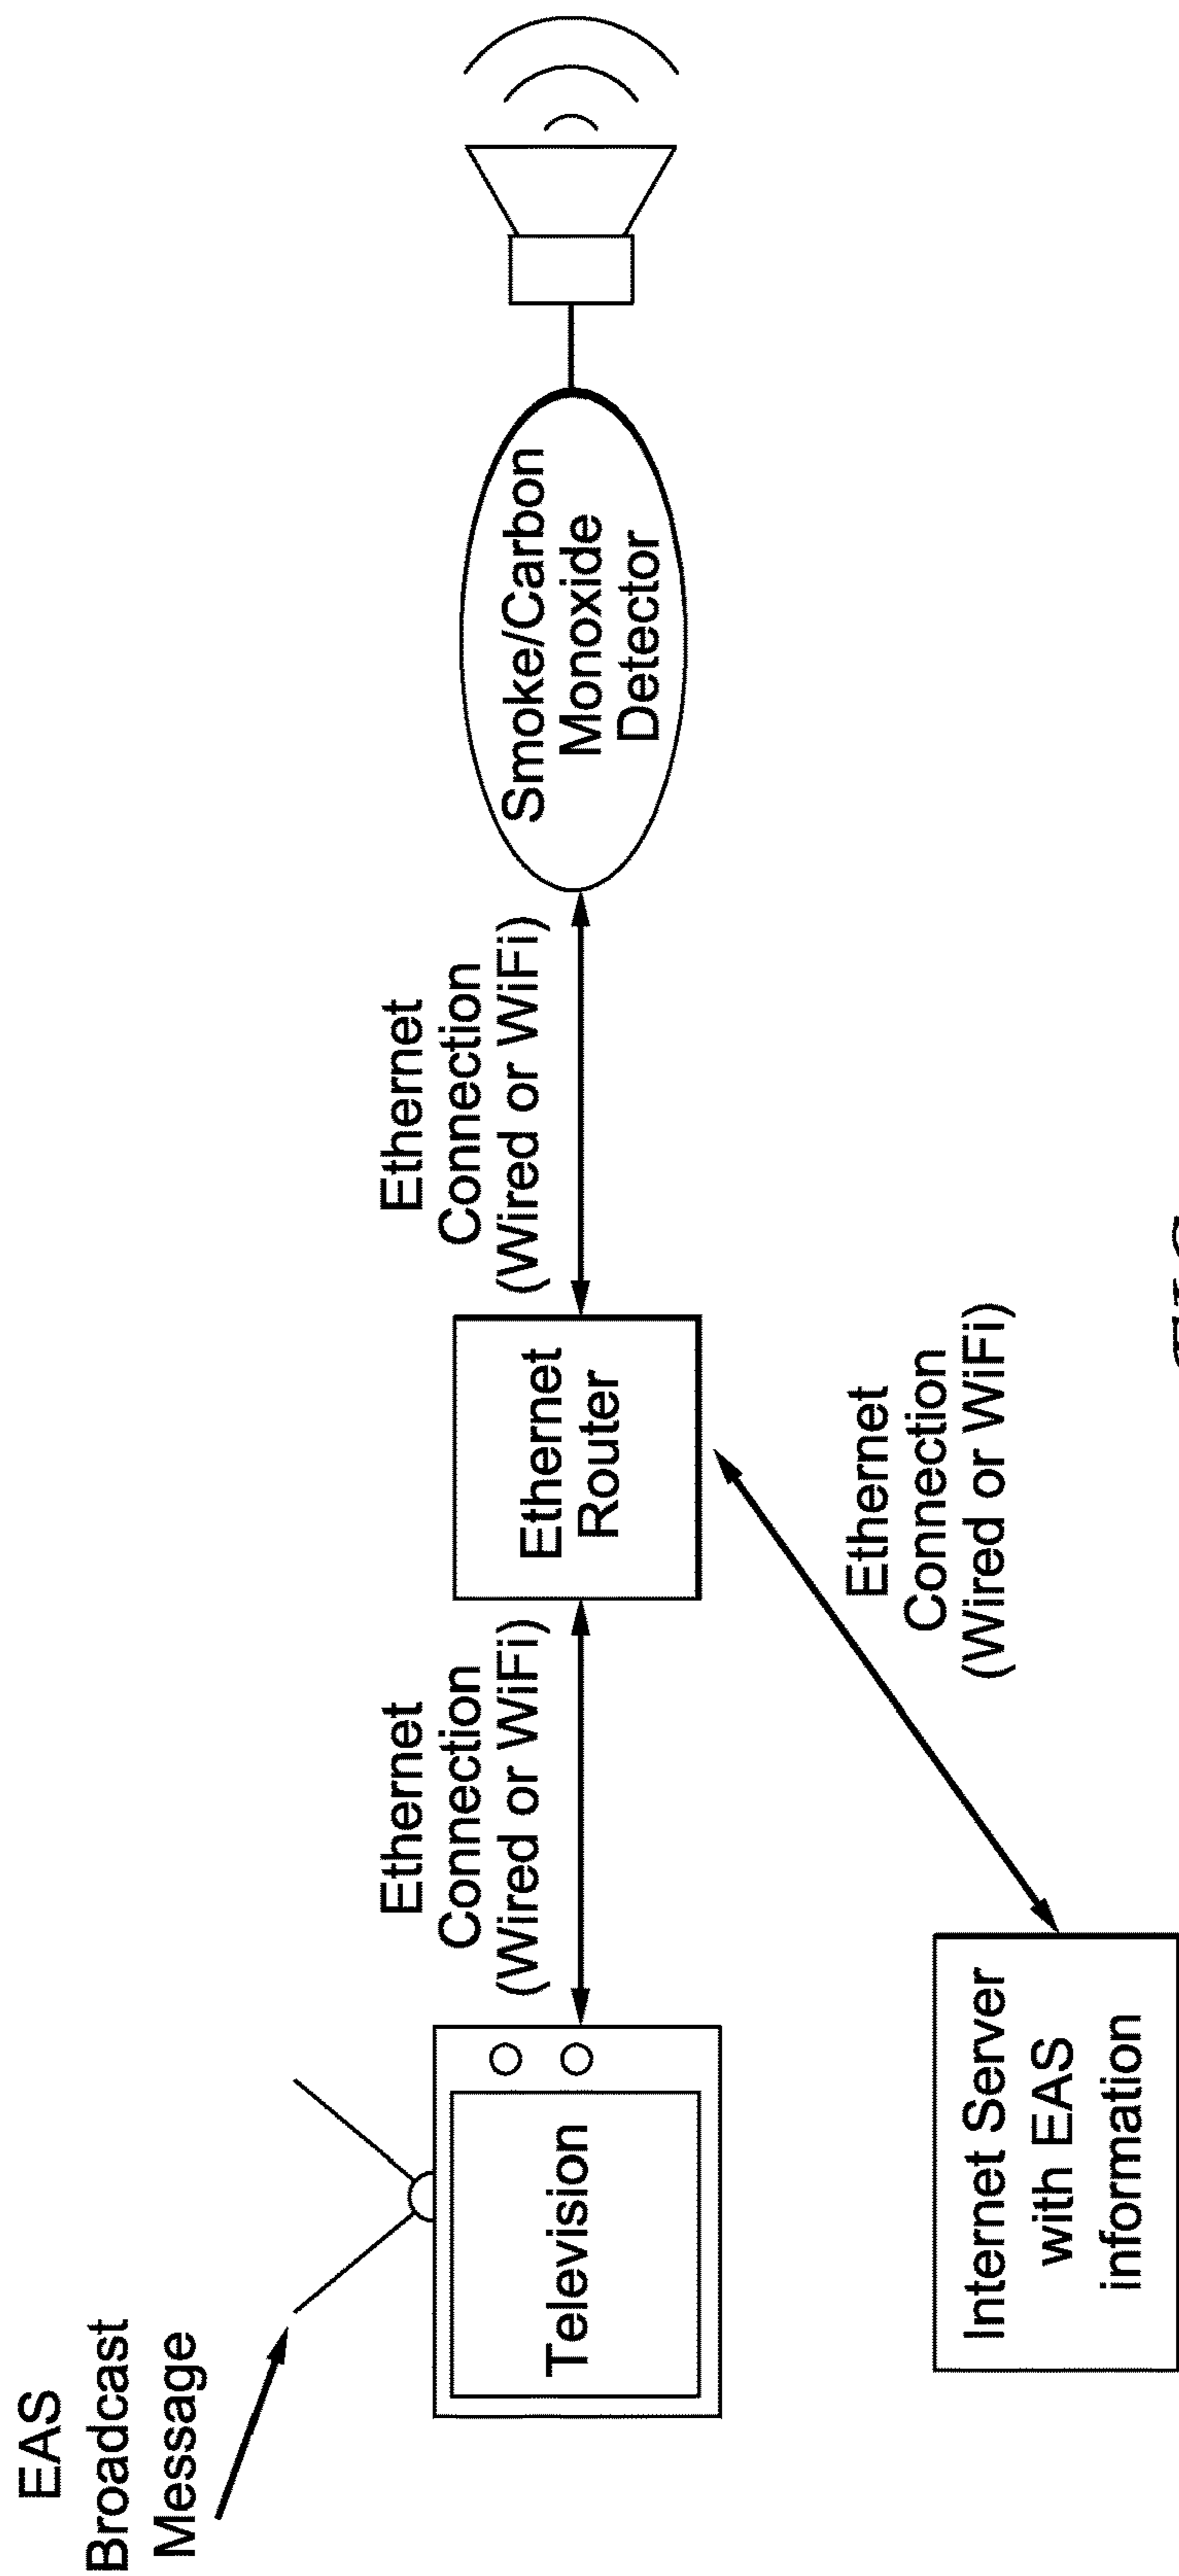 EAS
Broadcast
Message
Television
Ethernet
Connection
(Wired or WiFi)
Ethernet
Router
Ethernet
Connection
(Wired or WiFi)
Smoke/Carbon
Monoxide
Detector
Internet Server
with EAS
information
Ethernet
Connection
(Wired or WiFi)